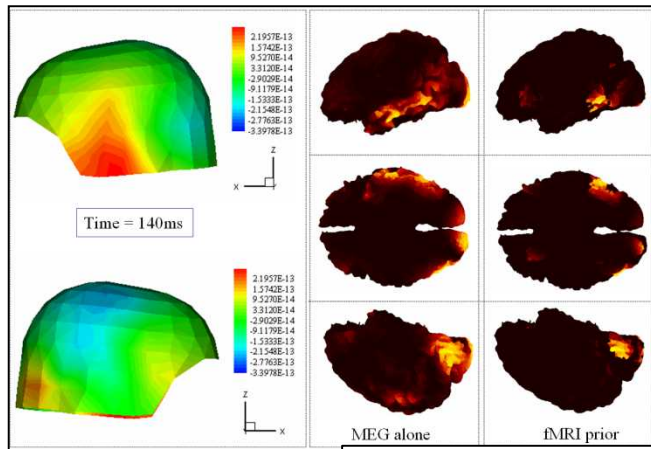 2.1957E-13
1.5742E-13
9.5270E-14
3.3120E-14
-2.9029E-14
-9.1179E-14
-1.5333E-13
-2.1548E-13
-2.7763E-13
-3.3978E-13
Z
X
Time = 140ms
2.1957E-13
1.5742E-13
9.5270E-14
3.3120E-14
-2.9029E-14
-9.1179E-14
-1.5333E-13
-2.1548E-13
-2.7763E-13
-3.3978E-13
Z
X
MEG alone
fMRI prior